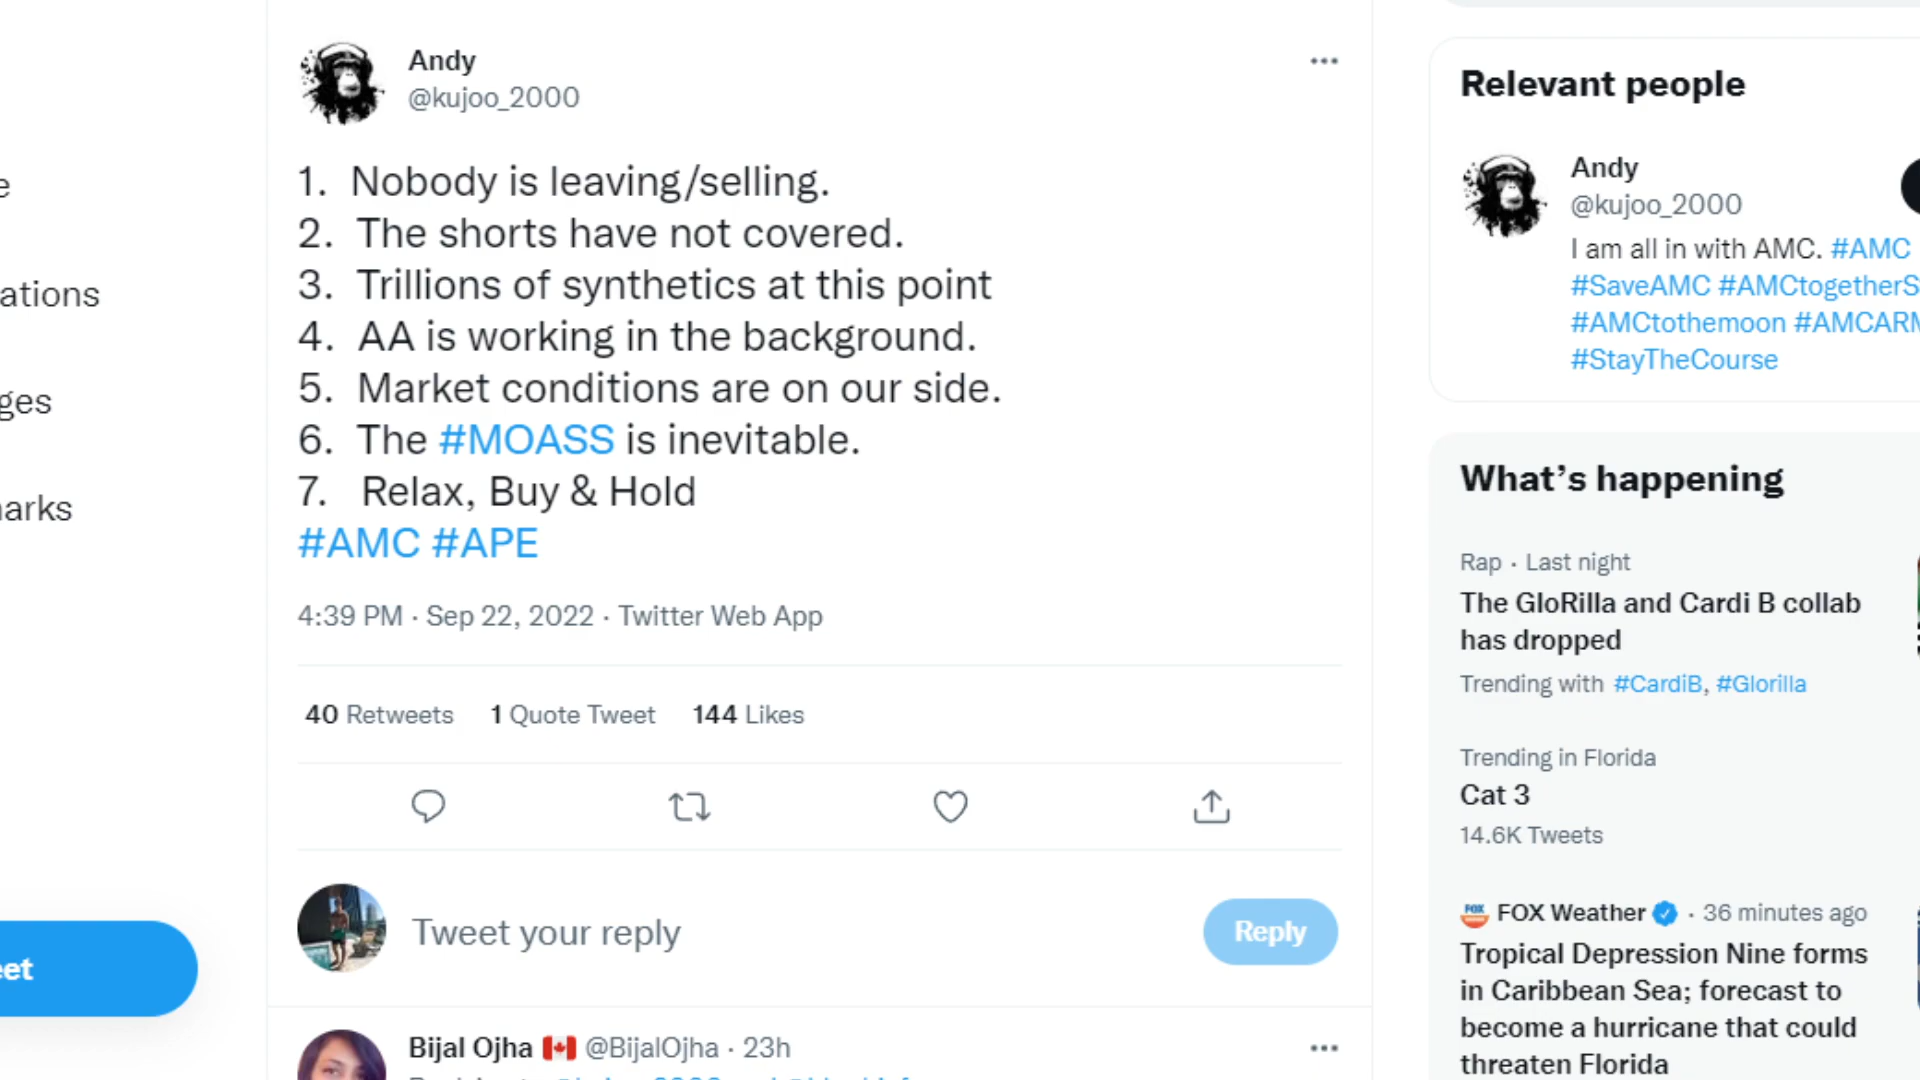 Andy
@kujoo_2000
1. Nobody is leaving/selling.
2. The shorts have not covered.
3. Trillions of synthetics at this point
4. AA is working in the background.
5. Market conditions are on our side.
6. The #MOASS is inevitable.
7. Relax, Buy & Hold
#AMC #APE
4:39 PM · Sep 22, 2022 · Twitter Web App
40 Retweets 1 Quote Tweet 144 Likes
Tweet your reply
Reply
Bijal Ojha @BijalOjha · 23h
e
ations
ges
arks
eet
Relevant people
Andy
@kujoo_2000
I am all in with AMC. #AMC
#SaveAMC #AMCtogetherS
#AMCtothemoon #AMCARM
#StayTheCourse
What's happening
Rap · Last night
The GloRilla and Cardi B collab
has dropped
Trending with #CardiB, #Glorilla
Trending in Florida
Cat 3
14.6K Tweets
FOX Weather · 36 minutes ago
Tropical Depression Nine forms
in Caribbean Sea; forecast to
become a hurricane that could
threaten Florida